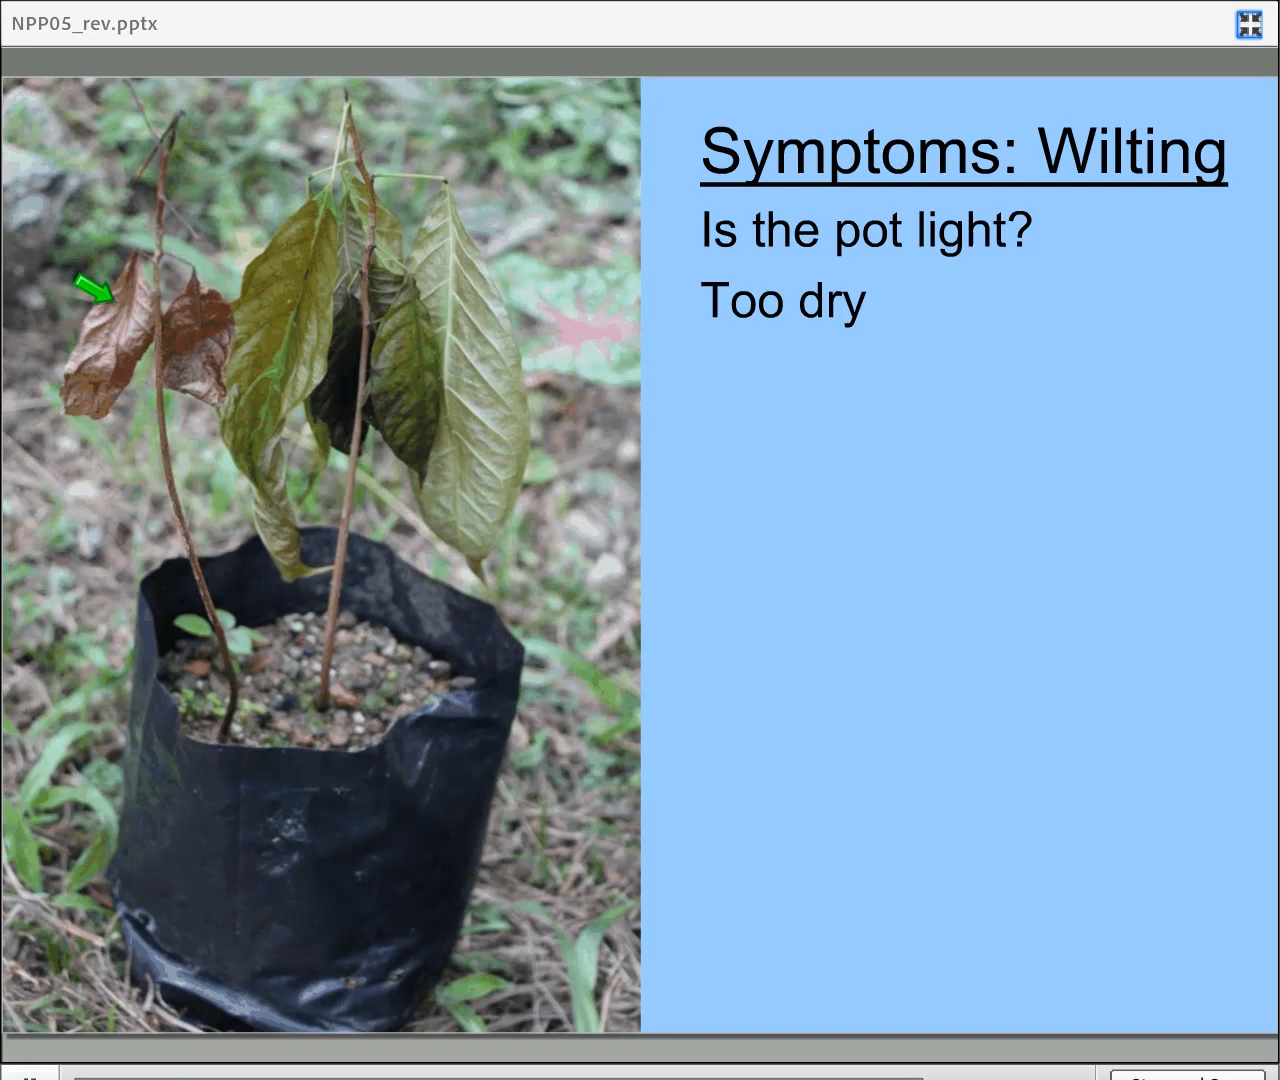 NPP05_rev.pptx
Symptoms: Wilting
Is the pot light?
Too dry